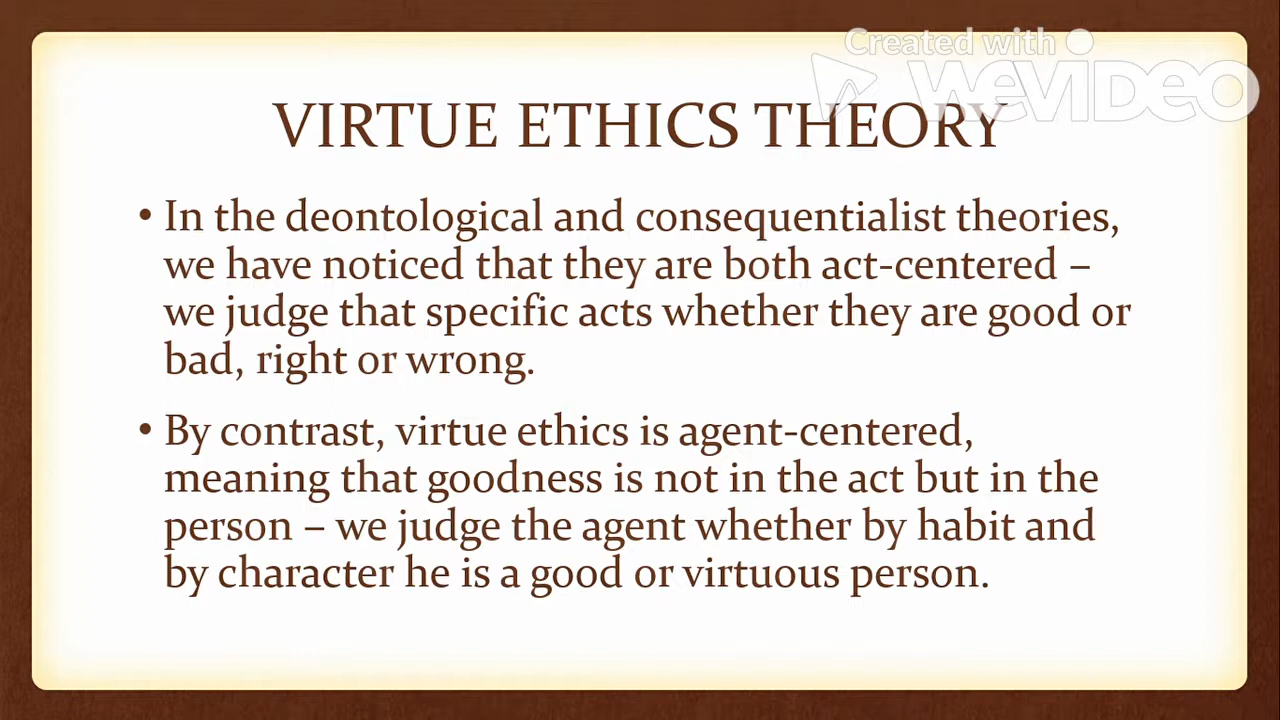 Created with
WEVIDEO
VIRTUE ETHICS THEORY
• In the deontological and consequentialist theories,
we have noticed that they are both act-centered –
we judge that specific acts whether they are good or
bad, right or wrong.
• By contrast, virtue ethics is agent-centered,
meaning that goodness is not in the act but in the
person – we judge the agent whether by habit and
by character he is a good or virtuous person.